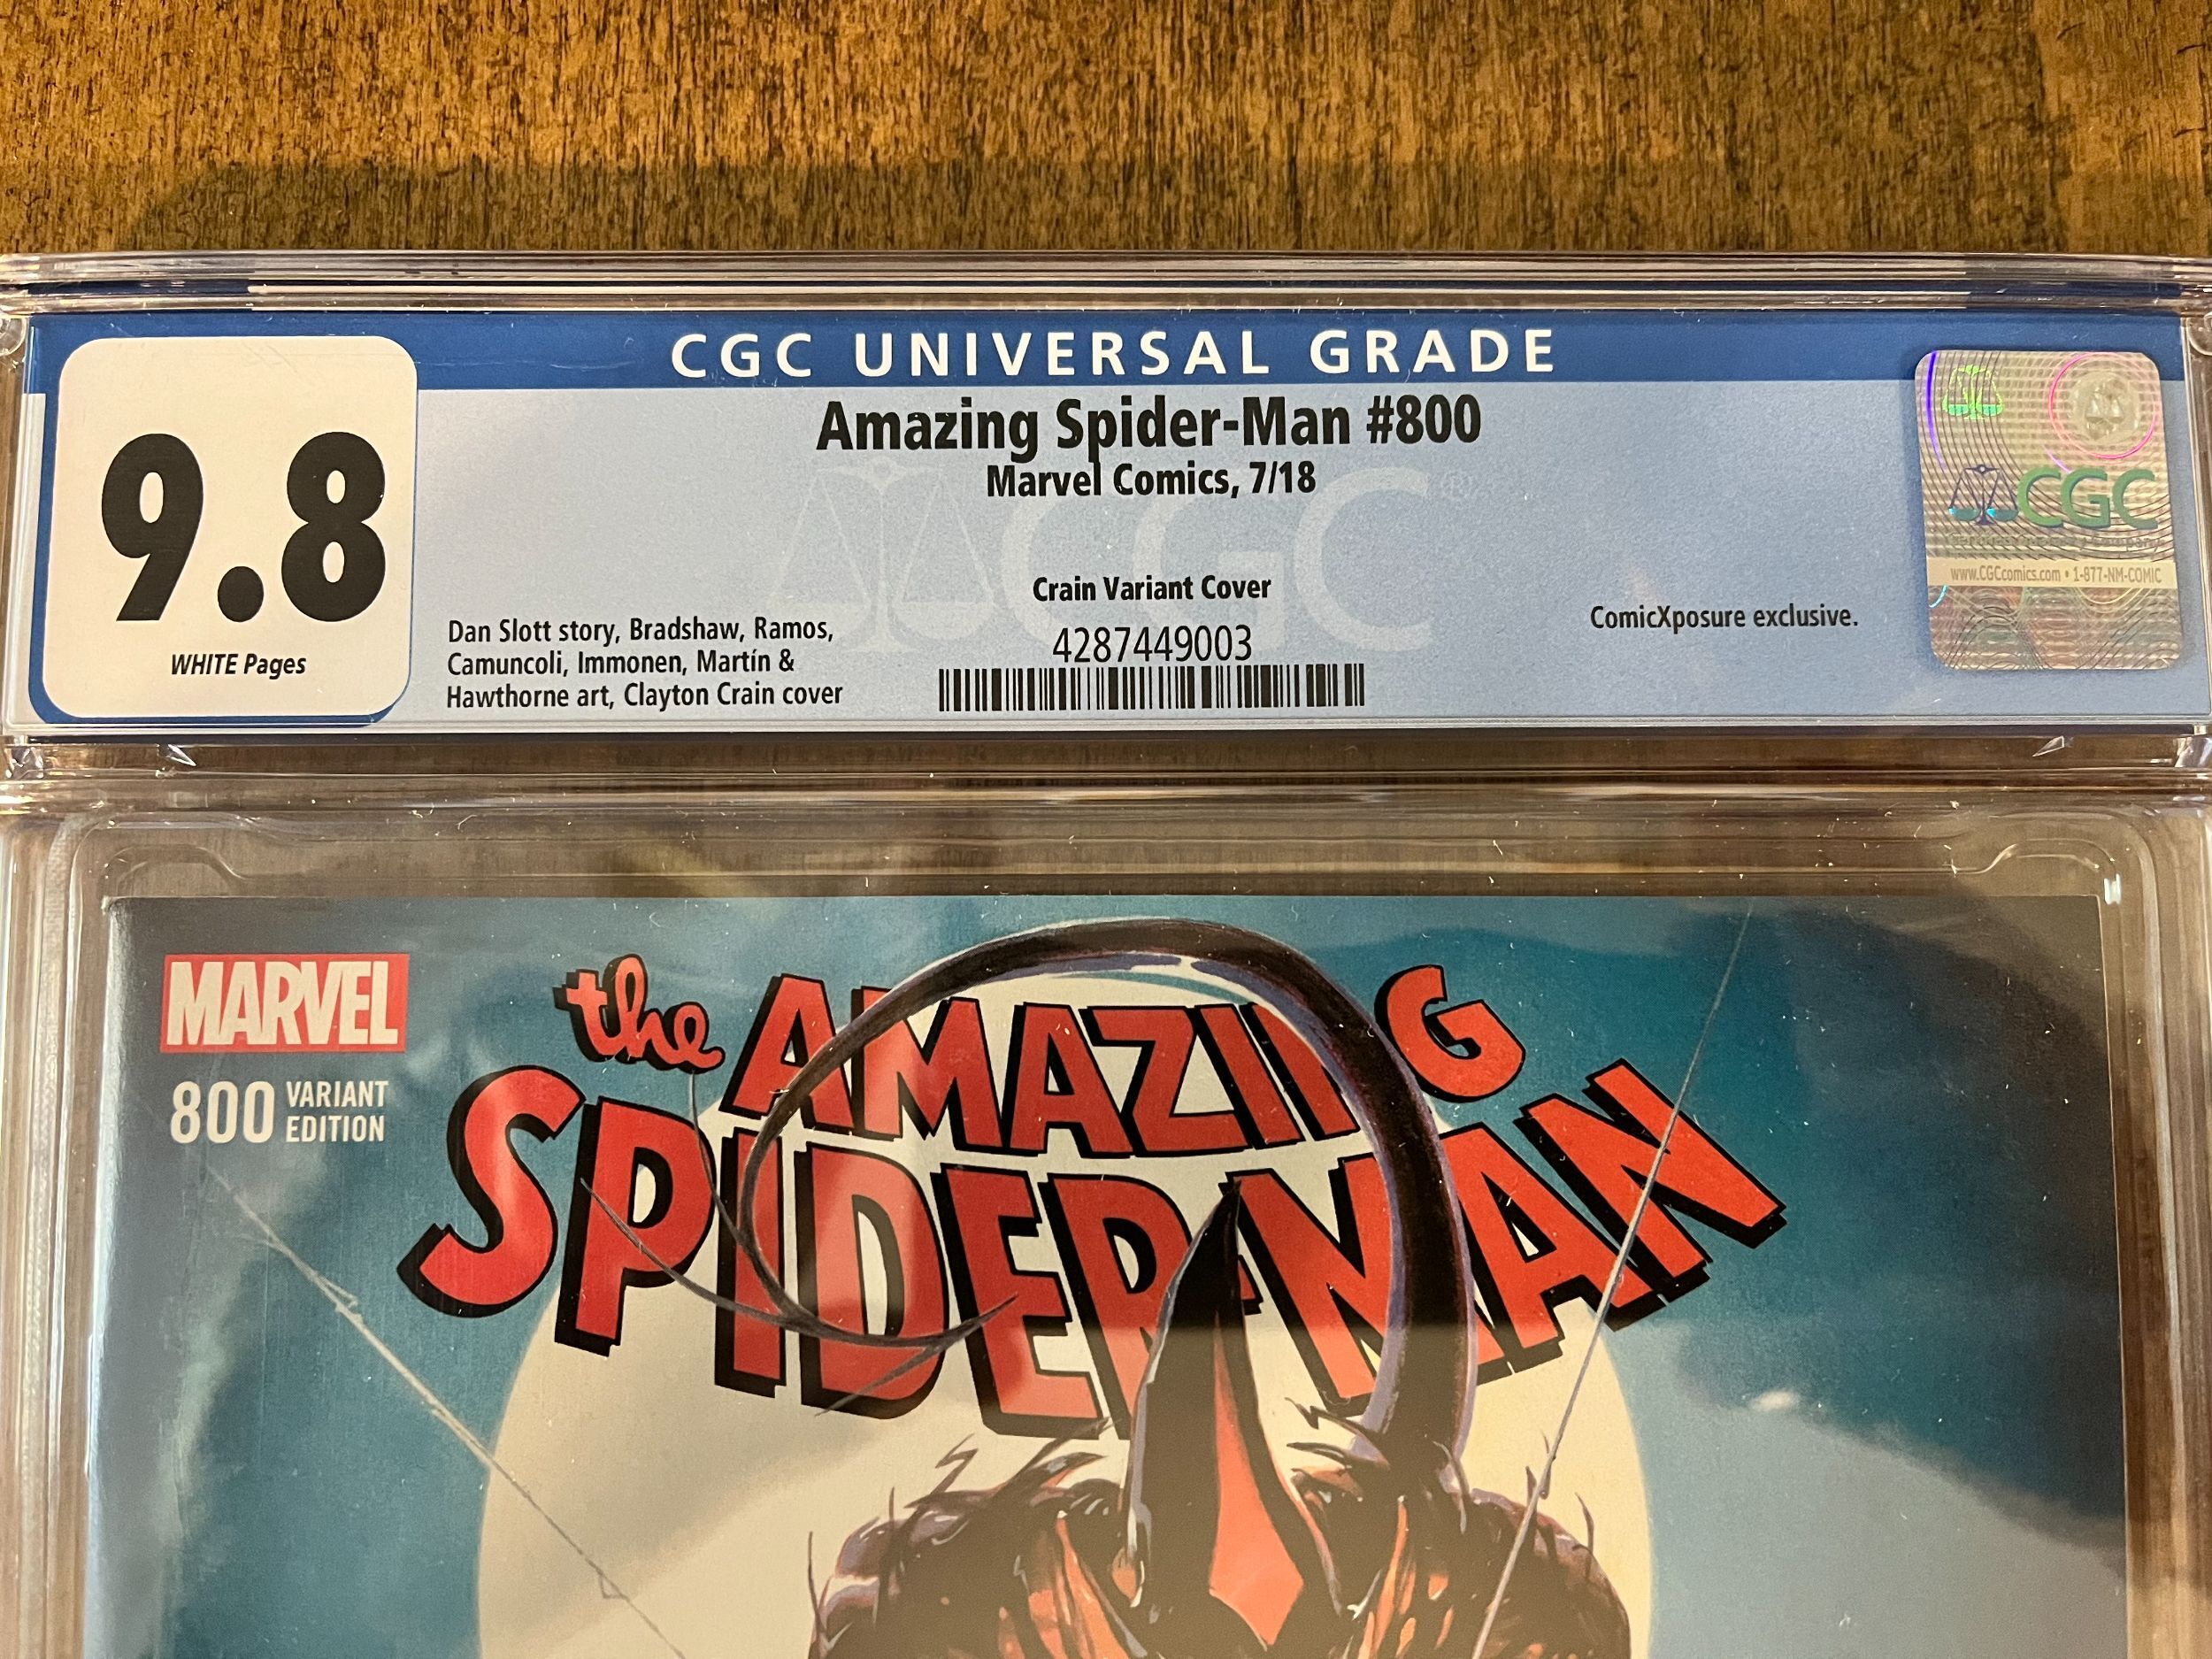 CGC UNIVERSAL GRADE
9.8
WHITE Pages
Amazing Spider-Man #800
Marvel Comics, 7/18
CGC®
Crain Variant Cover
4287449003
Dan Slott story, Bradshaw, Ramos,
Camuncoli, Immonen, Martín &
Hawthorne art, Clayton Crain cover
ComicXposure exclusive.
CGC
www.CGCcomics.com • 1-877-NM-COMIC
MARVEL
800 VARIANT
EDITION
the AMAZING
SPIDER-MAN